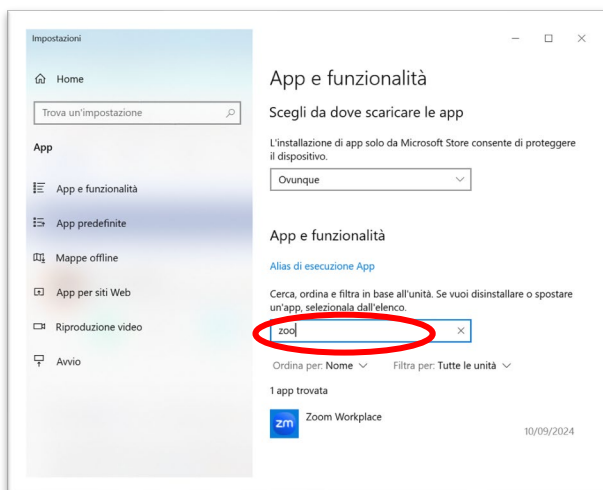 Impostazioni
Home
Trova un'impostazione
App
App e funzionalità
App predefinite
Mappe offline
App per siti Web
Riproduzione video
Avvio
App e funzionalità
Scegli da dove scaricare le app
L'installazione di app solo da Microsoft Store consente di proteggere
il dispositivo.
Ovunque
App e funzionalità
Alias di esecuzione App
Cerca, ordina e filtra in base all'unità. Se vuoi disinstallare o spostare
un'app, selezionala dall'elenco.
zoo
Ordina per: Nome Filtra per: Tutte le unità
1 app trovata
zm
Zoom Workplace
10/09/2024